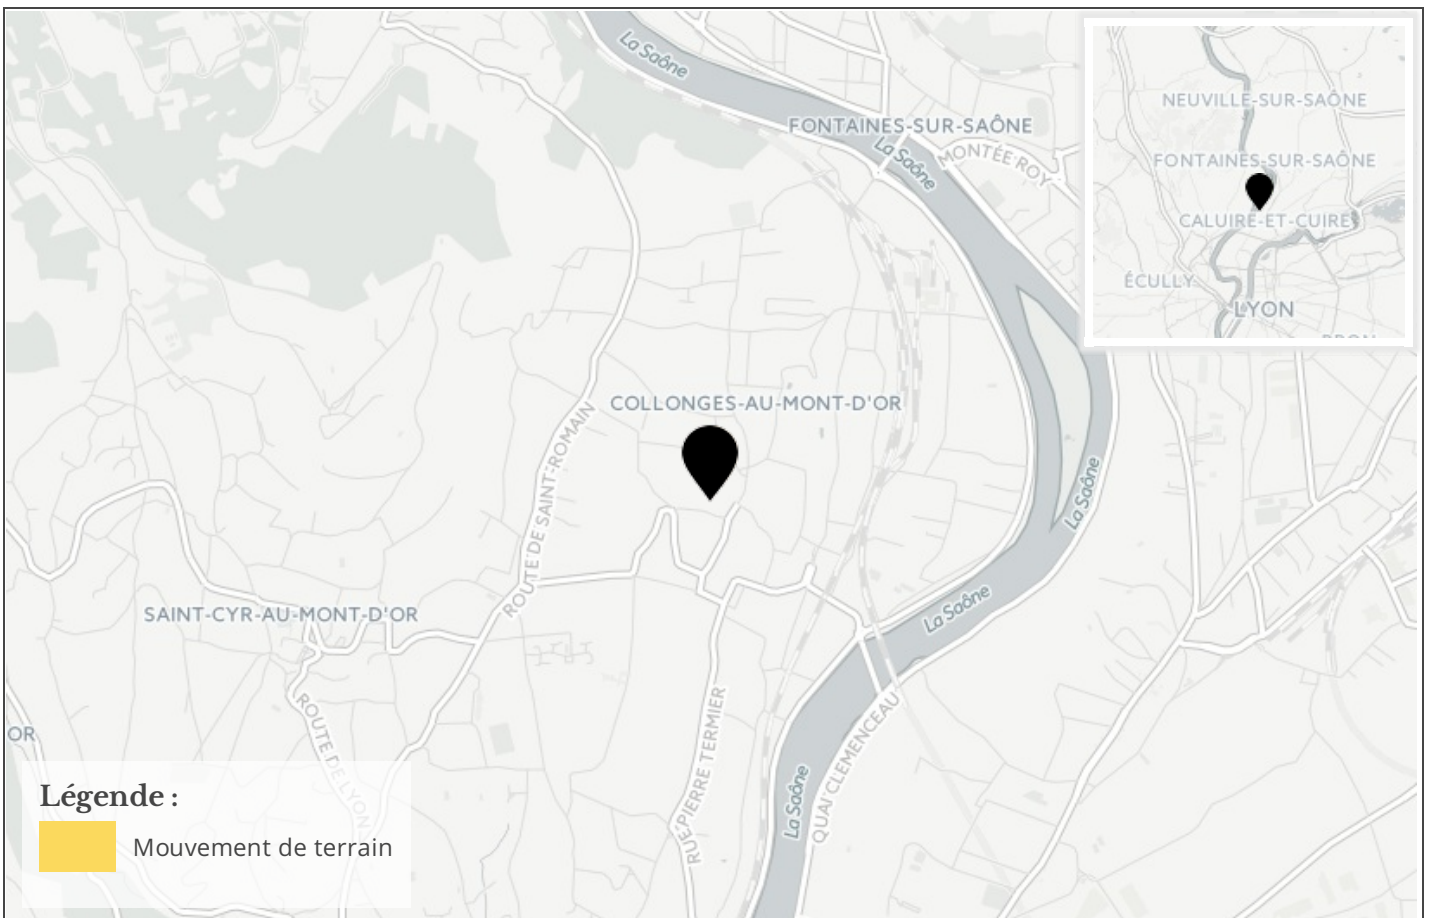 La Saône
FONTAINES-SUR-SAÔNE
La Saône
MONTÉE ROY
NEUVILLE-SUR-SAÔNE
FONTAINES-SUR-SAÔNE
CALUIRE-ET-CUIRE
ÉCULLY
LYON
COLLONGES-AU-MONT-D'OR
ROUTE DE SAINT-ROMAIN
La Saône
SAINT-CYR-AU-MONT-D'OR
La Saône
ROUTE DE LYON
OR
RUE PIERRE TERMIER
QUAI CLEMENCEAU
La Saône
Légende :
Mouvement de terrain